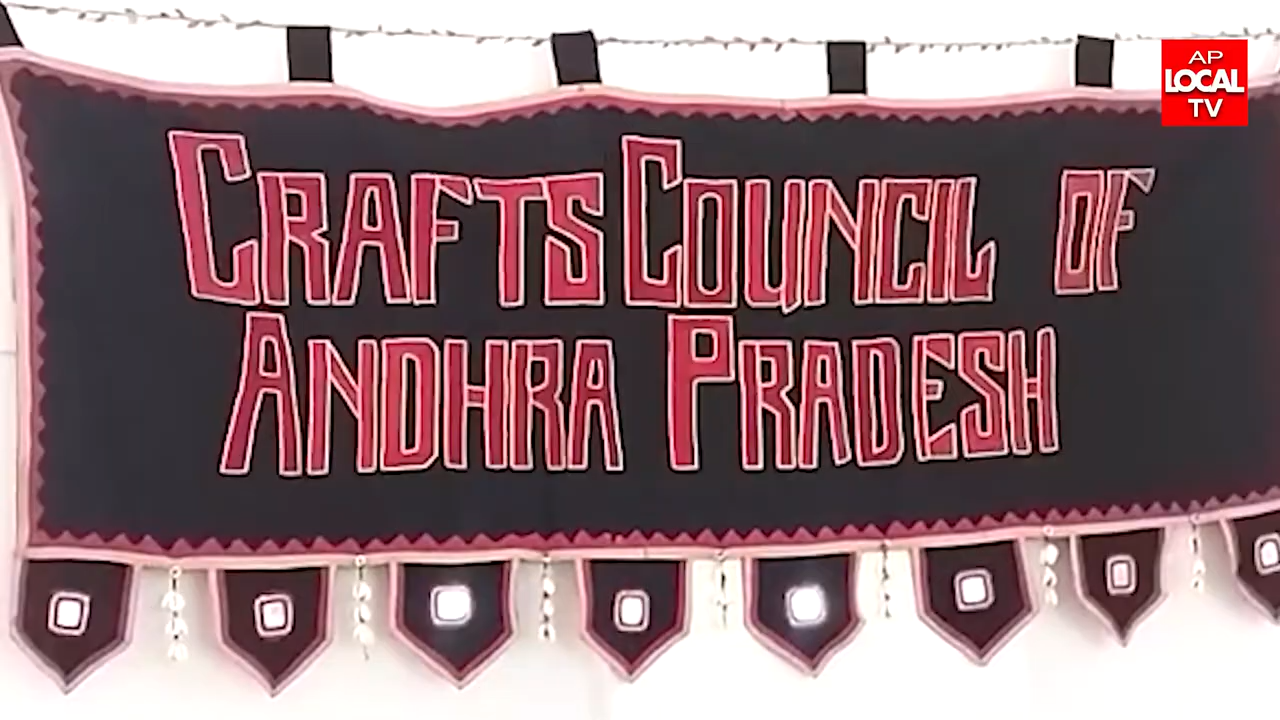 AP
LOCAL
TV
CRAFTS COUNCIL OF
ANDHRA PRADESH